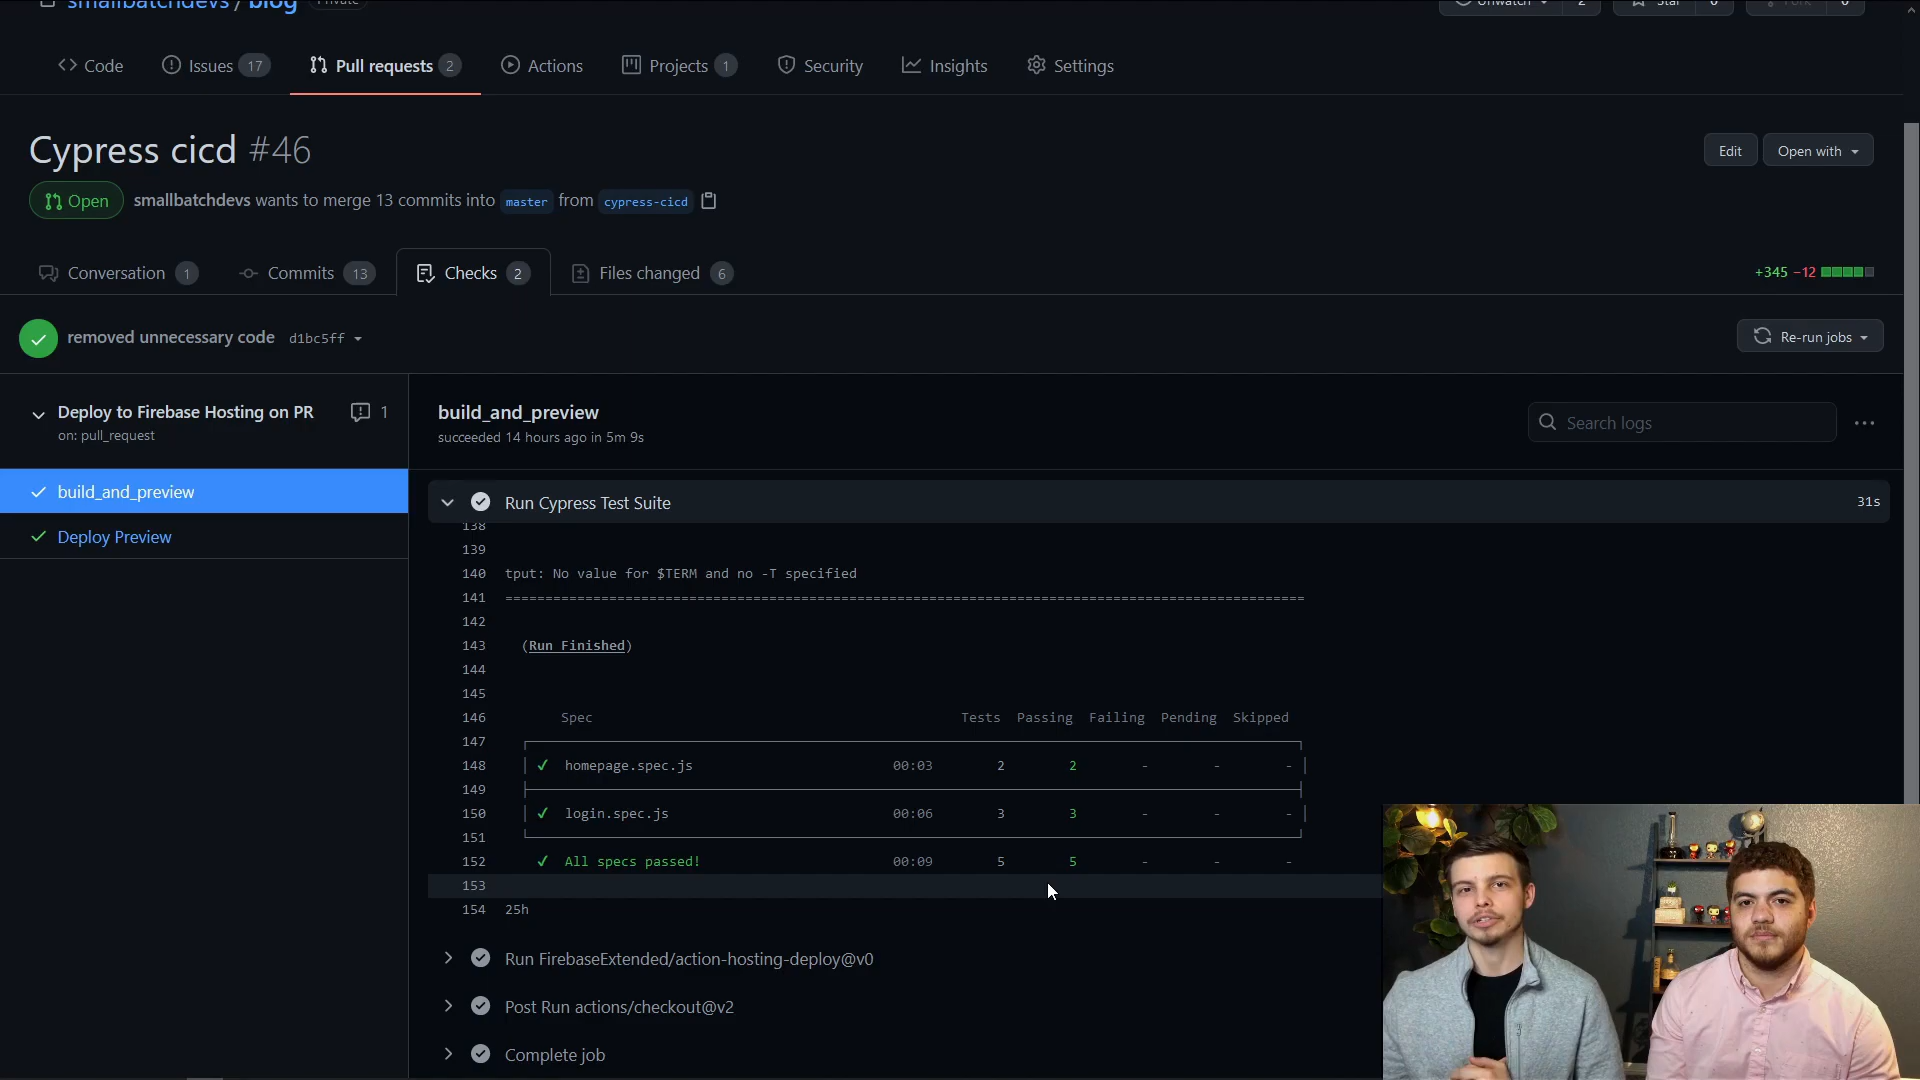 smallbatchdevs / blog Private
Unwatch 2 Star 0 Fork 0
Code Issues 17 Pull requests 2 Actions Projects 1 Security Insights Settings
Cypress cicd #46
Edit Open with
Open smallbatchdevs wants to merge 13 commits into master from cypress-cicd
Conversation 1 Commits 13 Checks 2 Files changed 6
+345 −12
removed unnecessary code d1bc5ff
Re-run jobs
Deploy to Firebase Hosting on PR 1
on: pull_request
build_and_preview
Deploy Preview
build_and_preview
succeeded 14 hours ago in 5m 9s
Search logs
Run Cypress Test Suite 31s
138
139
140 tput: No value for $TERM and no -T specified
141 ====================================================================================================
142
143 (Run Finished)
144
145
146 Spec Tests Passing Failing Pending Skipped
147
148 ✓ homepage.spec.js 00:03 2 2 - - -
149
150 ✓ login.spec.js 00:06 3 3 - - -
151
152 ✓ All specs passed! 00:09 5 5 - - -
153
154 25h
Run FirebaseExtended/action-hosting-deploy@v0
Post Run actions/checkout@v2
Complete job